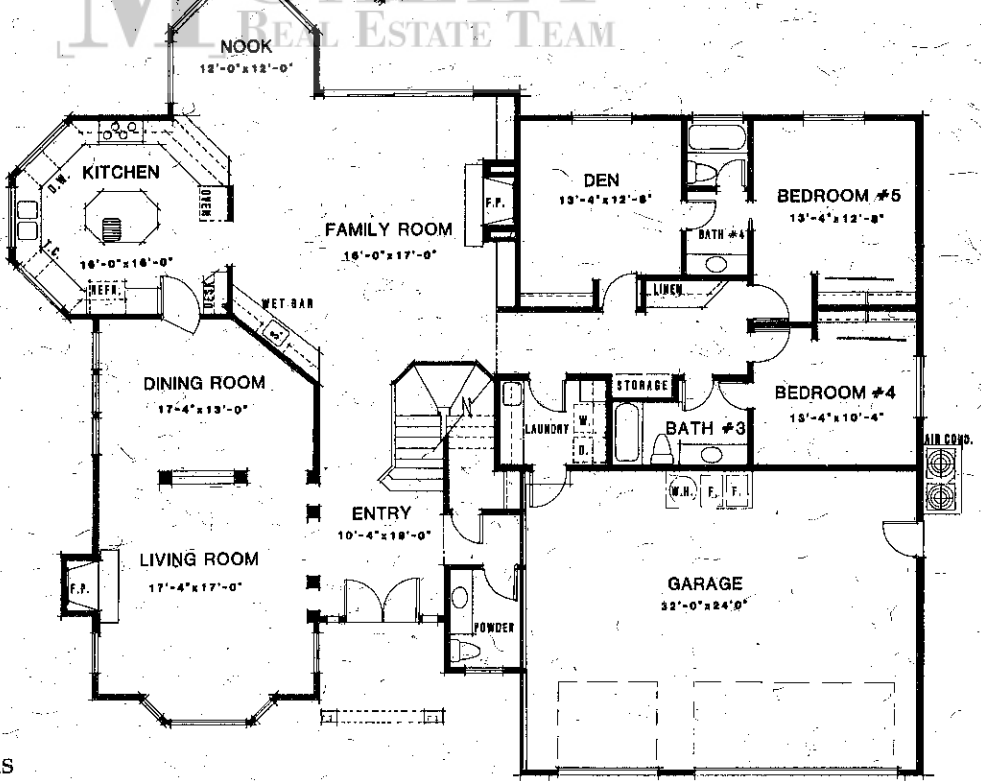 REAL ESTATE TEAM
NOOK
12'-0"x12'-0"
KITCHEN
D.W.
OVEN
T.C
16'-0"x16'-0"
REFR.
DESK
FAMILY ROOM
16'-0"x17'-0"
F.P.
WET BAR
DEN
13'-4"x12'-8"
BATH #4
BEDROOM #5
13'-4"x12'-8"
LINEN
DINING ROOM
17'-4"x13'-0"
STORAGE
BEDROOM #4
13'-4"x10'-4"
LAUNDRY
W.
D.
BATH #3
AIR COND.
W.H.
F.
F.
ENTRY
10'-4"x18'-0"
LIVING ROOM
17'-4"x17'-0"
F.P.
POWDER
GARAGE
32'-0"x24'0"